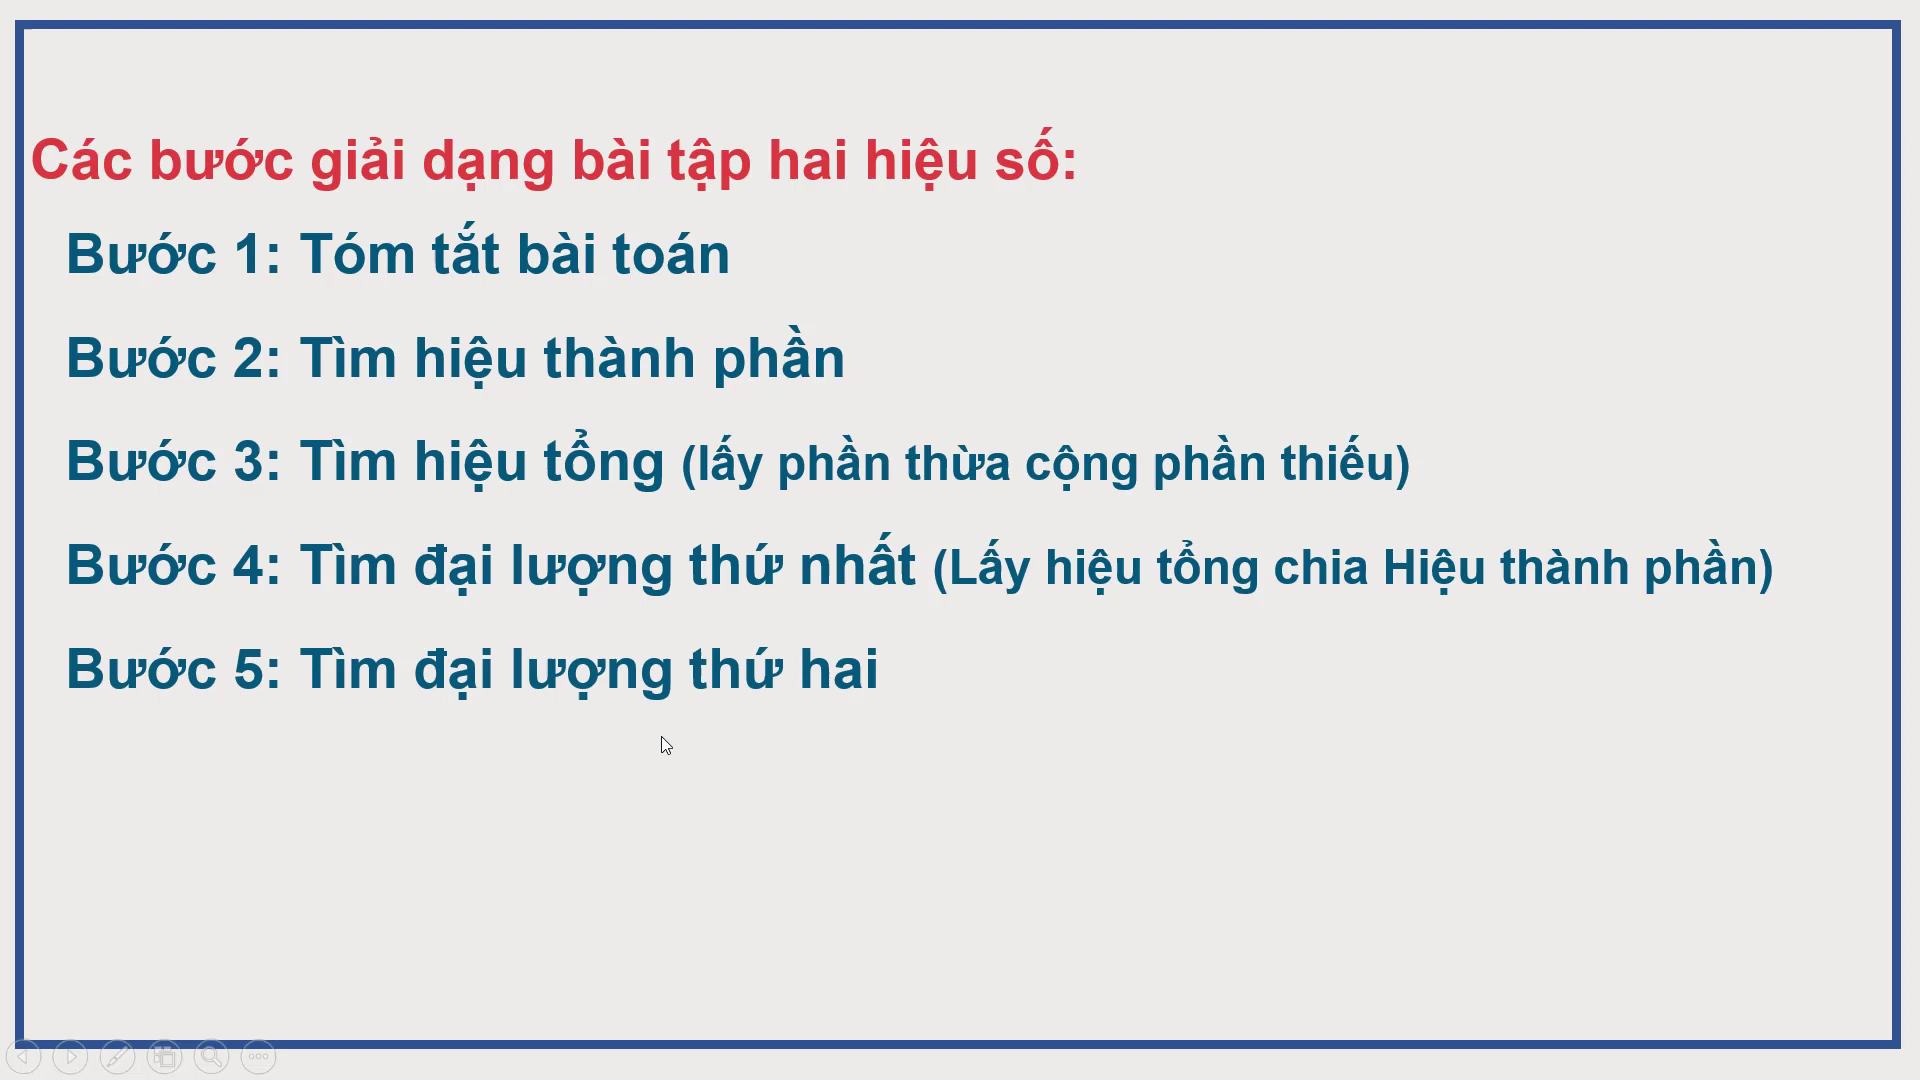 Các bước giải dạng bài tập hai hiệu số:
Bước 1: Tóm tắt bài toán
Bước 2: Tìm hiệu thành phần
Bước 3: Tìm hiệu tổng (lấy phần thừa cộng phần thiếu)
Bước 4: Tìm đại lượng thứ nhất (Lấy hiệu tổng chia Hiệu thành phần)
Bước 5: Tìm đại lượng thứ hai